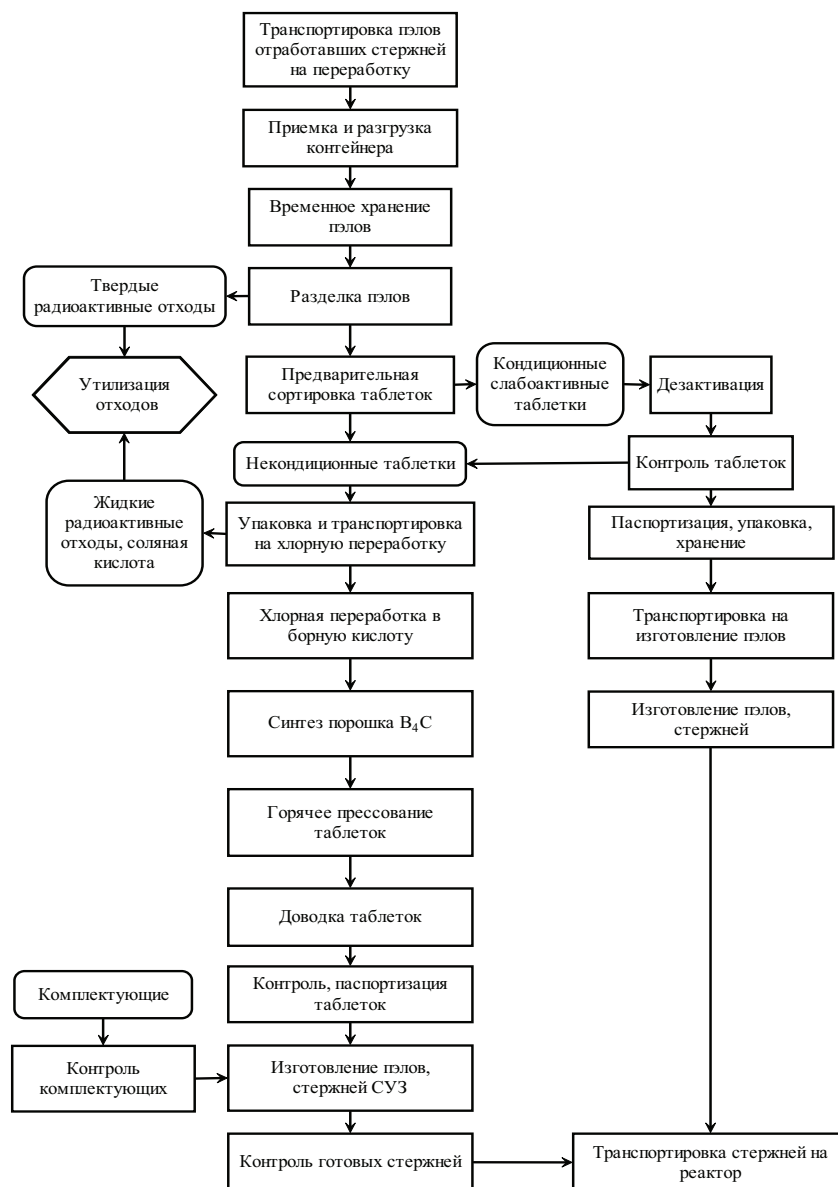 Транспортировка пэлов
отработавших стержней
на переработку
Приемка и разгрузка
контейнера
Временное хранение
пэлов
Твердые
радиоактивные отходы
Разделка пэлов
Утилизация
отходов
Предварительная
сортировка таблеток
Кондиционные
слабоактивные
таблетки
Дезактивация
Некондиционные таблетки
Контроль таблеток
Жидкие
радиоактивные
отходы, соляная
кислота
Упаковка и транспортировка
на хлорную переработку
Паспортизация, упаковка,
хранение
Хлорная переработка в
борную кислоту
Транспортировка на
изготовление пэлов
Синтез порошка B₄C
Изготовление пэлов,
стержней
Горячее прессование
таблеток
Доводка таблеток
Комплектующие
Контроль, паспортизация
таблеток
Контроль
комплектующих
Изготовление пэлов,
стержней СУЗ
Контроль готовых стержней
Транспортировка стержней на
реактор